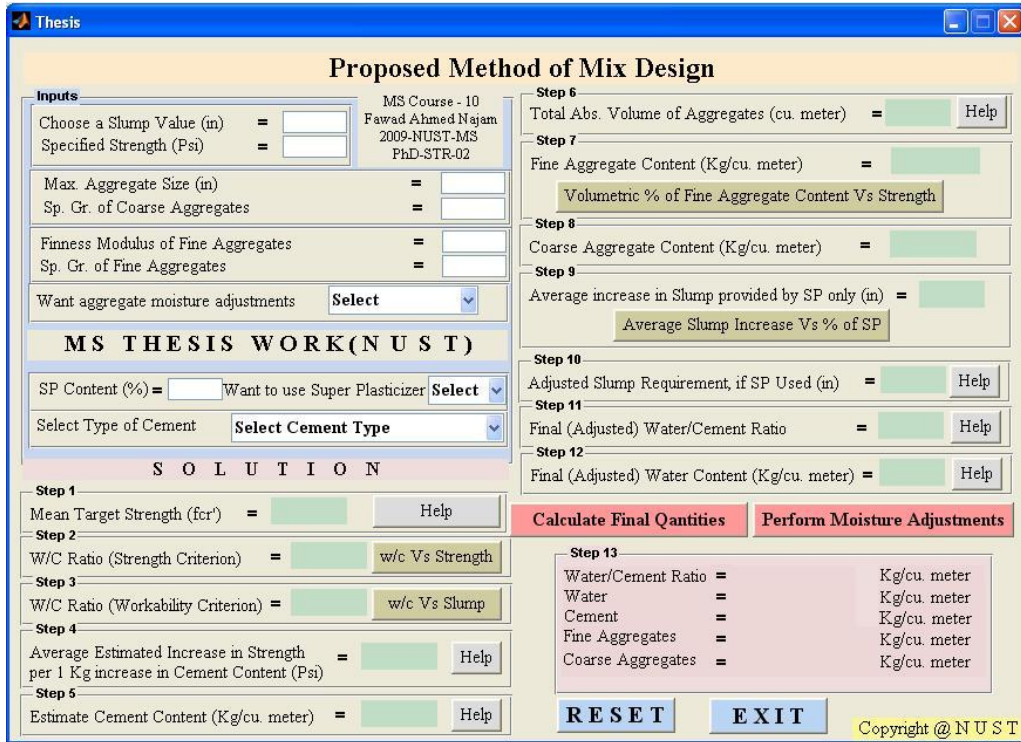 Thesis
Proposed Method of Mix Design
Inputs
Choose a Slump Value (in) =
Specified Strength (Psi) =
MS Course - 10
Fawad Ahmed Najam
2009-NUST-MS
PhD-STR-02
Max. Aggregate Size (in) =
Sp. Gr. of Coarse Aggregates =
Finness Modulus of Fine Aggregates =
Sp. Gr. of Fine Aggregates =
Want aggregate moisture adjustments Select
MS THESIS WORK(NUST)
SP Content (%) = Want to use Super Plasticizer Select
Select Type of Cement Select Cement Type
SOLUTION
Step 1
Mean Target Strength (fcr') = Help
Step 2
W/C Ratio (Strength Criterion) = w/c Vs Strength
Step 3
W/C Ratio (Workability Criterion) = w/c Vs Slump
Step 4
Average Estimated Increase in Strength
per 1 Kg increase in Cement Content (Psi) = Help
Step 5
Estimate Cement Content (Kg/cu. meter) = Help
Step 6
Total Abs. Volume of Aggregates (cu. meter) = Help
Step 7
Fine Aggregate Content (Kg/cu. meter) =
Volumetric % of Fine Aggregate Content Vs Strength
Step 8
Coarse Aggregate Content (Kg/cu. meter) =
Step 9
Average increase in Slump provided by SP only (in) =
Average Slump Increase Vs % of SP
Step 10
Adjusted Slump Requirement, if SP Used (in) = Help
Step 11
Final (Adjusted) Water/Cement Ratio = Help
Step 12
Final (Adjusted) Water Content (Kg/cu. meter) = Help
Calculate Final Qantities Perform Moisture Adjustments
Step 13
Water/Cement Ratio = Kg/cu. meter
Water = Kg/cu. meter
Cement = Kg/cu. meter
Fine Aggregates = Kg/cu. meter
Coarse Aggregates = Kg/cu. meter
RESET EXIT
Copyright @ N U S T